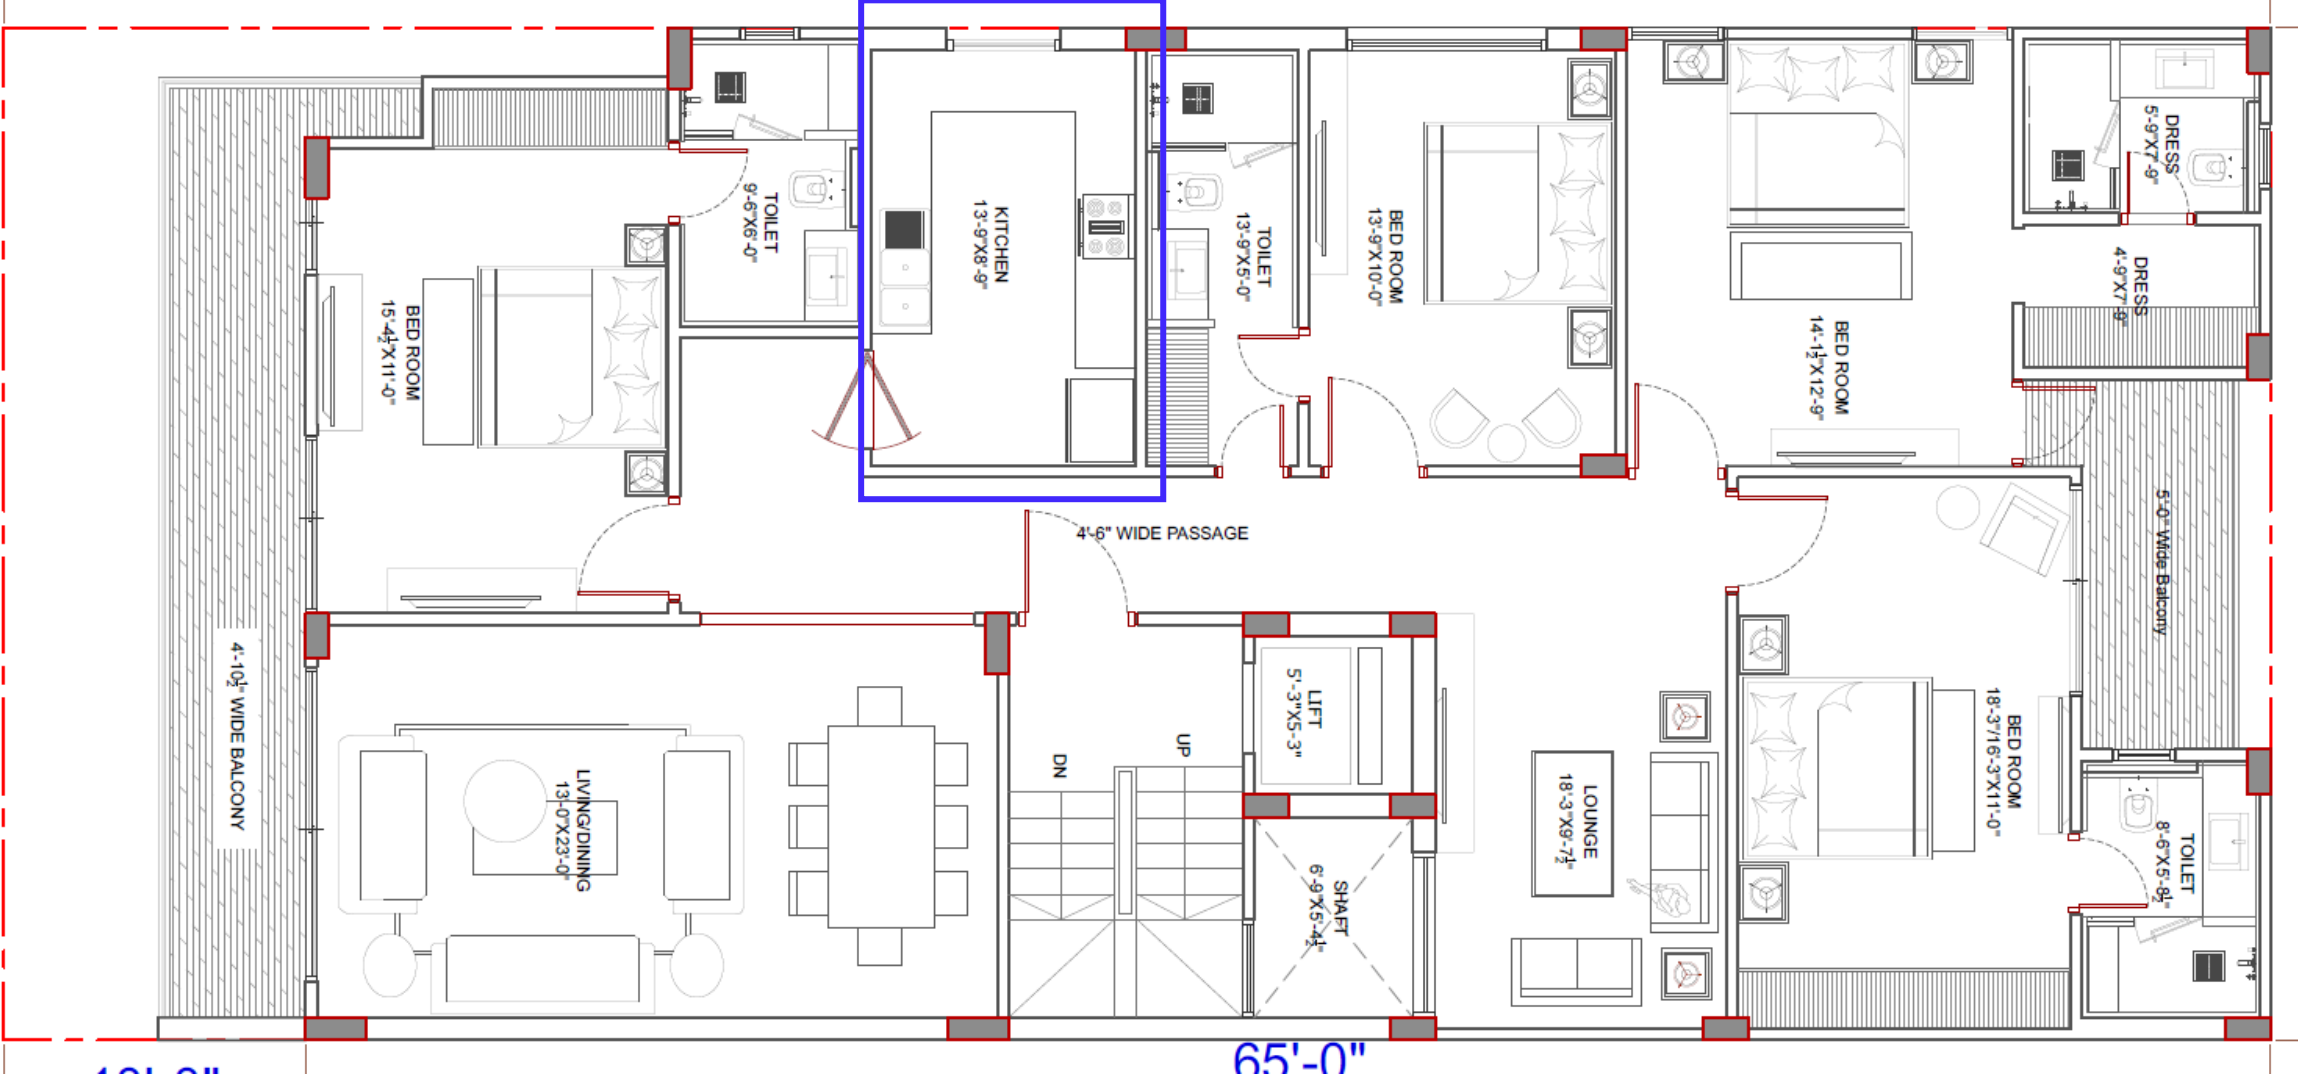 TOILET
9'-6"X6'-0"
KITCHEN
13'-9"X8'-9"
TOILET
13'-9"X5'-0"
BED ROOM
13'-9"X10'-0"
BED ROOM
14'-1½"X12'-9"
DRESS
5'-9"X7'-9"
DRESS
4'-9"X7'-9"
BED ROOM
15'-4½"X11'-0"
4'-6" WIDE PASSAGE
5'-0" Wide Balcony
4'-10½" WIDE BALCONY
LIVING/DINING
13'-0"X23'-0"
DN
UP
LIFT
5'-3"X5-3"
SHAFT
6'-9"X5'-4½"
LOUNGE
18'-3"X9'-7½"
BED ROOM
18'-3"/16'-3"X11'-0"
TOILET
8'-6"X5'-8½"
65'-0"